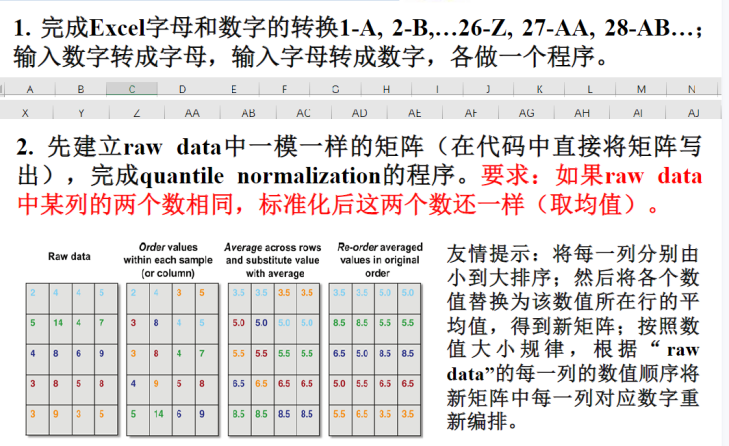 1. 完成Excel字母和数字的转换1-A, 2-B,…26-Z, 27-AA, 28-AB…;
输入数字转成字母，输入字母转成数字，各做一个程序。
A B C D E F G H I J K L M N
X Y Z AA AB AC AD AE AF AG AH AI AJ
2. 先建立raw data中一模一样的矩阵（在代码中直接将矩阵写
出），完成quantile normalization的程序。要求：如果raw data
中某列的两个数相同，标准化后这两个数还一样（取均值）。
Raw data
Order values
within each sample
(or column)
Average across rows
and substitute value
with average
Re-order averaged
values in original
order
2 4 4 5 2 4 3 5 3.5 3.5 3.5 3.5 3.5 3.5 5.0 5.0
5 14 4 7 3 8 4 5 5.0 5.0 5.0 5.0 8.5 8.5 5.5 5.5
4 8 6 9 3 8 4 7 5.5 5.5 5.5 5.5 6.5 5.0 8.5 8.5
3 8 5 8 4 9 5 8 6.5 6.5 6.5 6.5 5.0 5.5 6.5 6.5
3 9 3 5 5 14 6 9 8.5 8.5 8.5 8.5 5.5 6.5 3.5 3.5
友情提示：将每一列分别由
小到大排序；然后将各个数
值替换为该数值所在行的平
均值，得到新矩阵；按照数
值大小规律，根据“raw
data”的每一列的数值顺序将
新矩阵中每一列对应数字重
新编排。